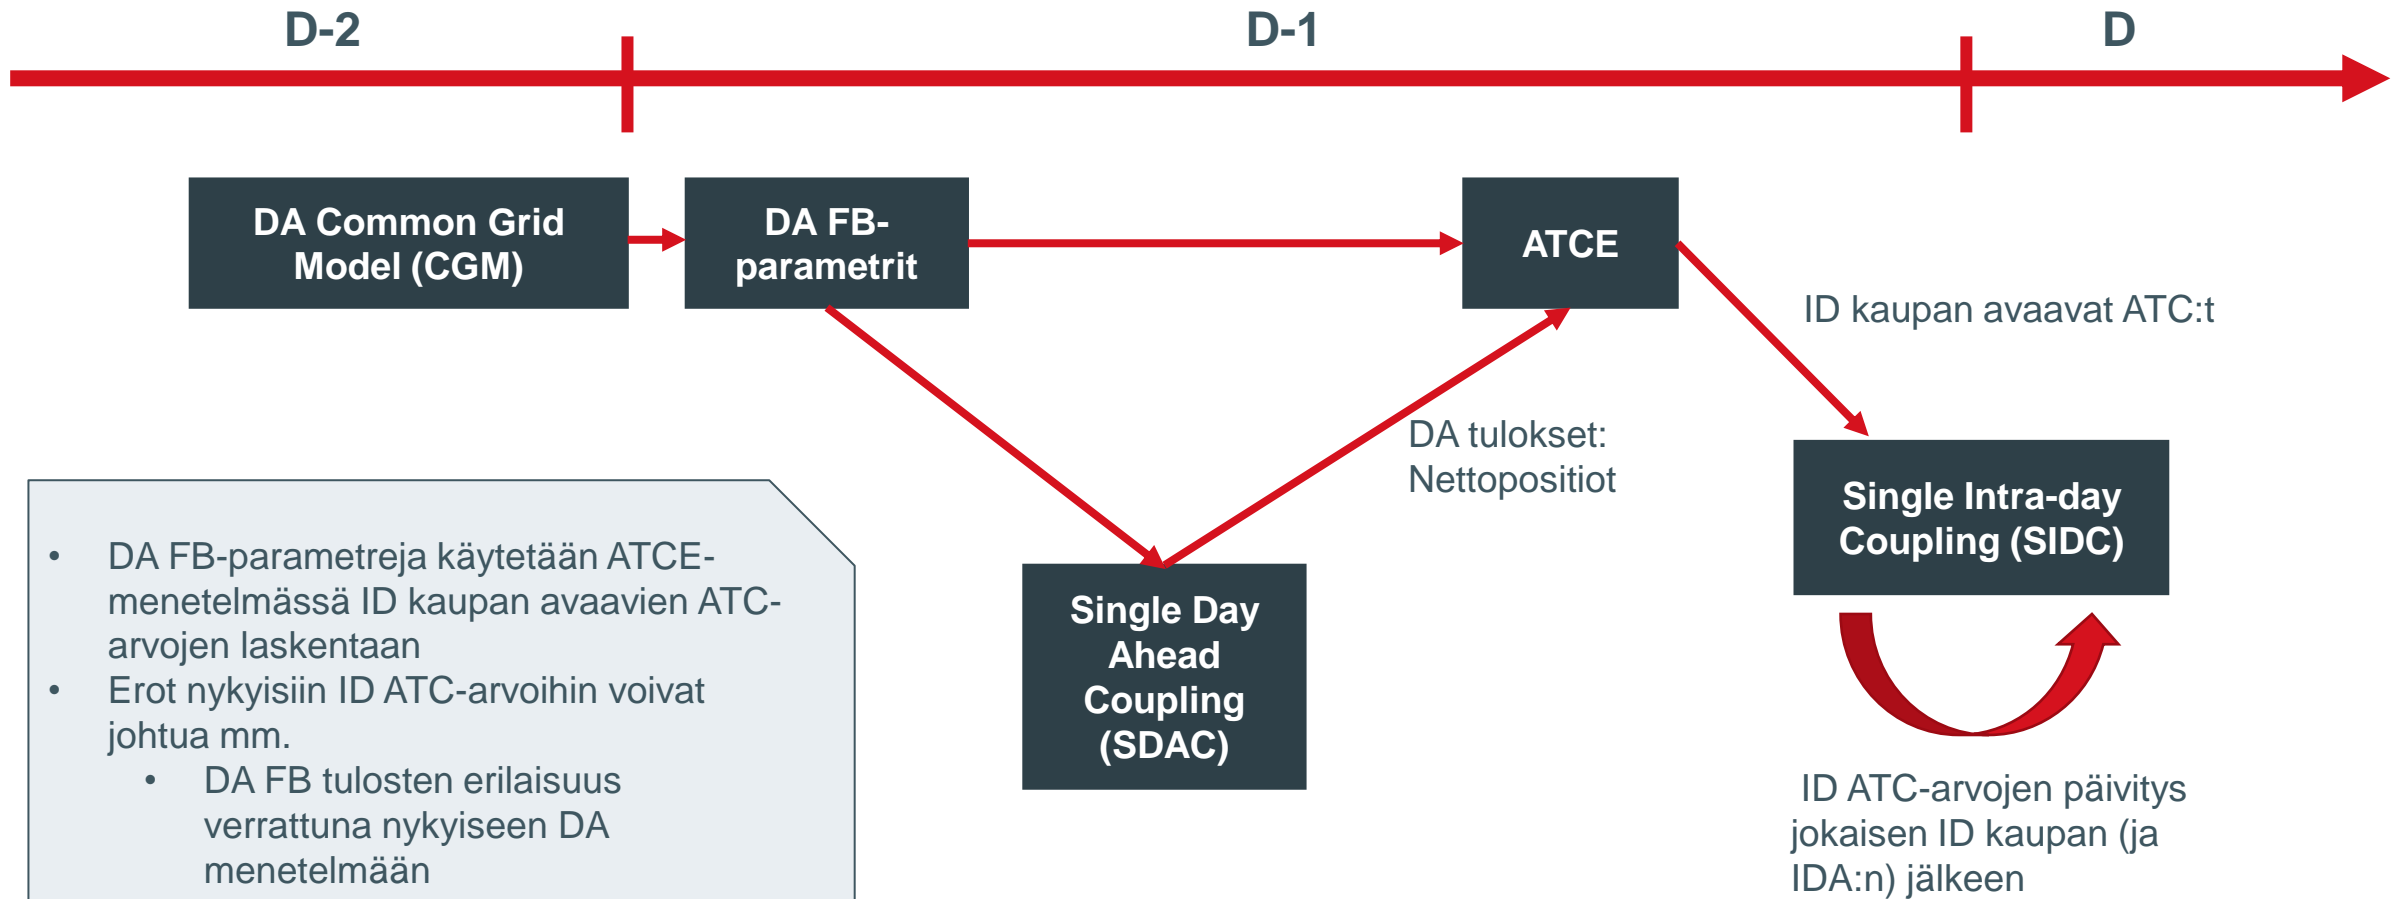 D-2
D-1
D
DA Common Grid
Model (CGM)
DA FB-
parametrit
ATCE
ID kaupan avaavat ATC:t
DA tulokset:
Nettopositiot
Single Intra-day
Coupling (SIDC)
• DA FB-parametreja käytetään ATCE-
menetelmässä ID kaupan avaavien ATC-
arvojen laskentaan
• Erot nykyisiin ID ATC-arvoihin voivat
johtua mm.
• DA FB tulosten erilaisuus
verrattuna nykyiseen DA
menetelmään
Single Day
Ahead
Coupling
(SDAC)
ID ATC-arvojen päivitys
jokaisen ID kaupan (ja
IDA:n) jälkeen